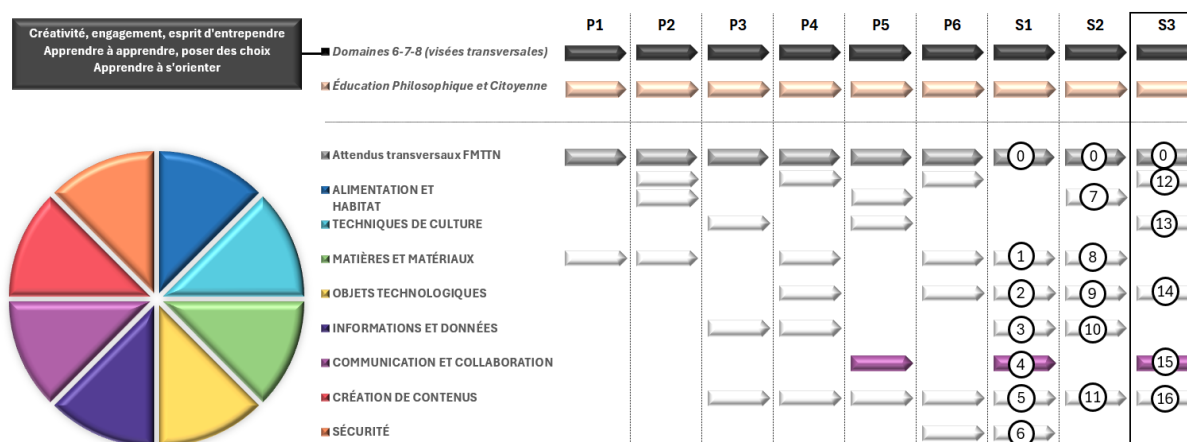 P1 P2 P3 P4 P5 P6 S1 S2 S3
Créativité, engagement, esprit d'entreprendre
Apprendre à apprendre, poser des choix
Apprendre à s'orienter
Domaines 6-7-8 (visées transversales)
Éducation Philosophique et Citoyenne
Attendus transversaux FMTTN 0 0 0
12
ALIMENTATION ET
HABITAT 7
TECHNIQUES DE CULTURE 13
MATIÈRES ET MATÉRIAUX 1 8
OBJETS TECHNOLOGIQUES 2 9 14
INFORMATIONS ET DONNÉES 3 10
COMMUNICATION ET COLLABORATION 4 15
CRÉATION DE CONTENUS 5 11 16
SÉCURITÉ 6